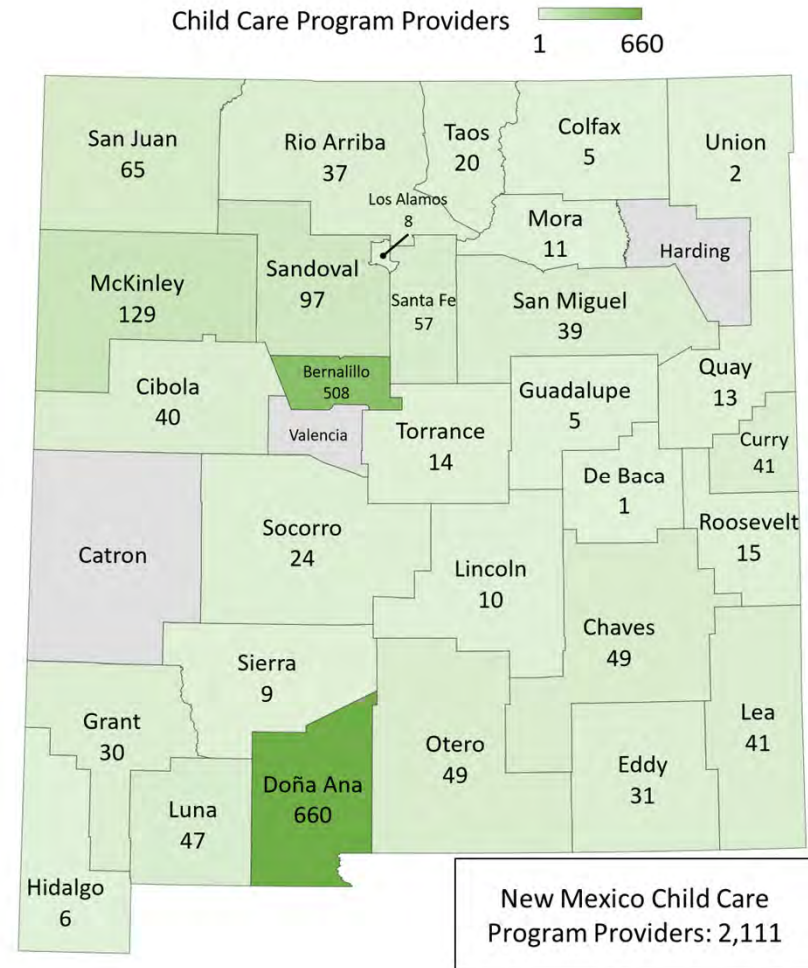 Child Care Program Providers
1 660
San Juan
65
Rio Arriba
37
Taos
20
Colfax
5
Union
2
Los Alamos
8
Mora
11
Harding
McKinley
129
Sandoval
97
Santa Fe
57
San Miguel
39
Bernalillo
508
Cibola
40
Valencia
Torrance
14
Guadalupe
5
Quay
13
Curry
41
De Baca
1
Roosevelt
15
Catron
Socorro
24
Lincoln
10
Chaves
49
Sierra
9
Grant
30
Doña Ana
660
Otero
49
Lea
41
Eddy
31
Luna
47
Hidalgo
6
New Mexico Child Care
Program Providers: 2,111